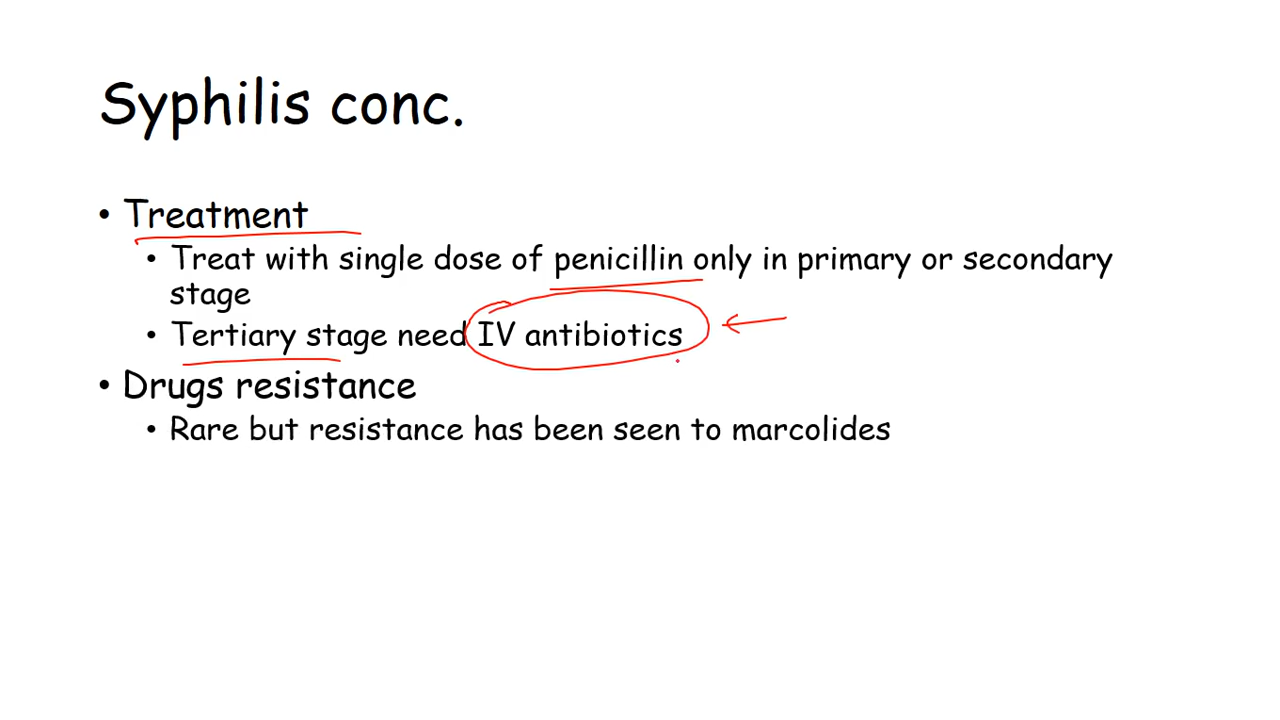 Syphilis conc.
• Treatment
• Treat with single dose of penicillin only in primary or secondary
stage
• Tertiary stage need IV antibiotics
• Drugs resistance
• Rare but resistance has been seen to marcolides